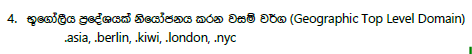 4. භූගෝලීය ප්‍රදේශයක් නියෝජනය කරන වසම් වර්ග (Geographic Top Level Domain)
.asia, .berlin, .kiwi, .london, .nyc